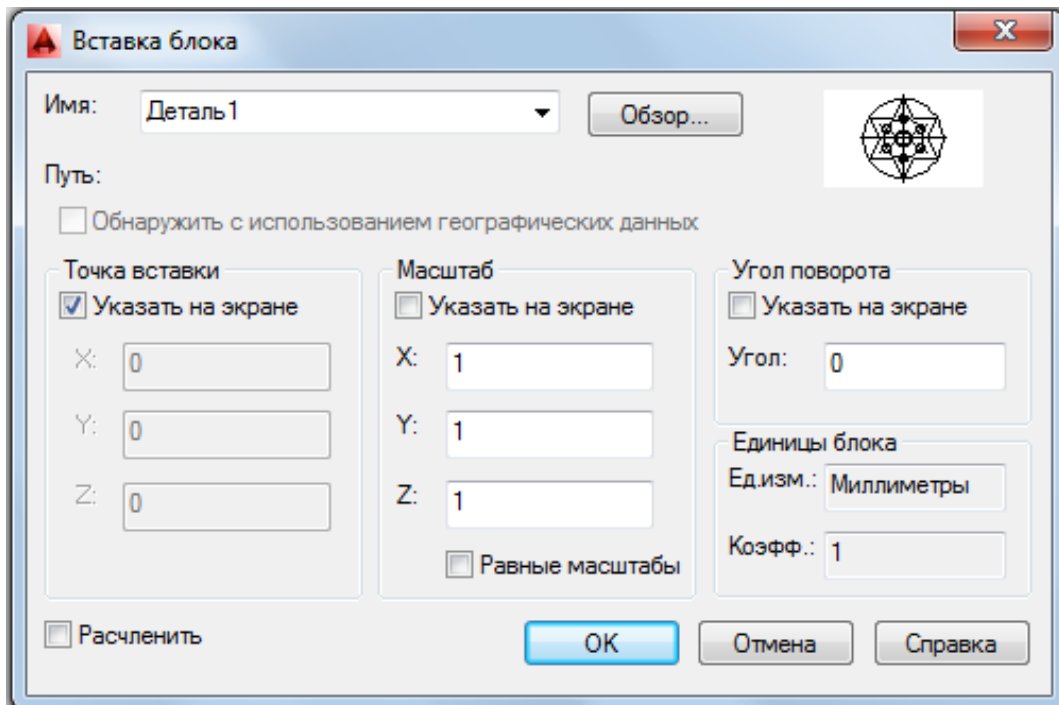 Вставка блока
Имя: Деталь1 Обзор...
Путь:
Обнаружить с использованием географических данных
Точка вставки Масштаб Угол поворота
Указать на экране Указать на экране Указать на экране
X: 0 X: 1 Угол: 0
Y: 0 Y: 1 Единицы блока
Ед.изм.: Миллиметры
Z: 0 Z: 1
Коэфф.: 1
Равные масштабы
Расчленить OK Отмена Справка